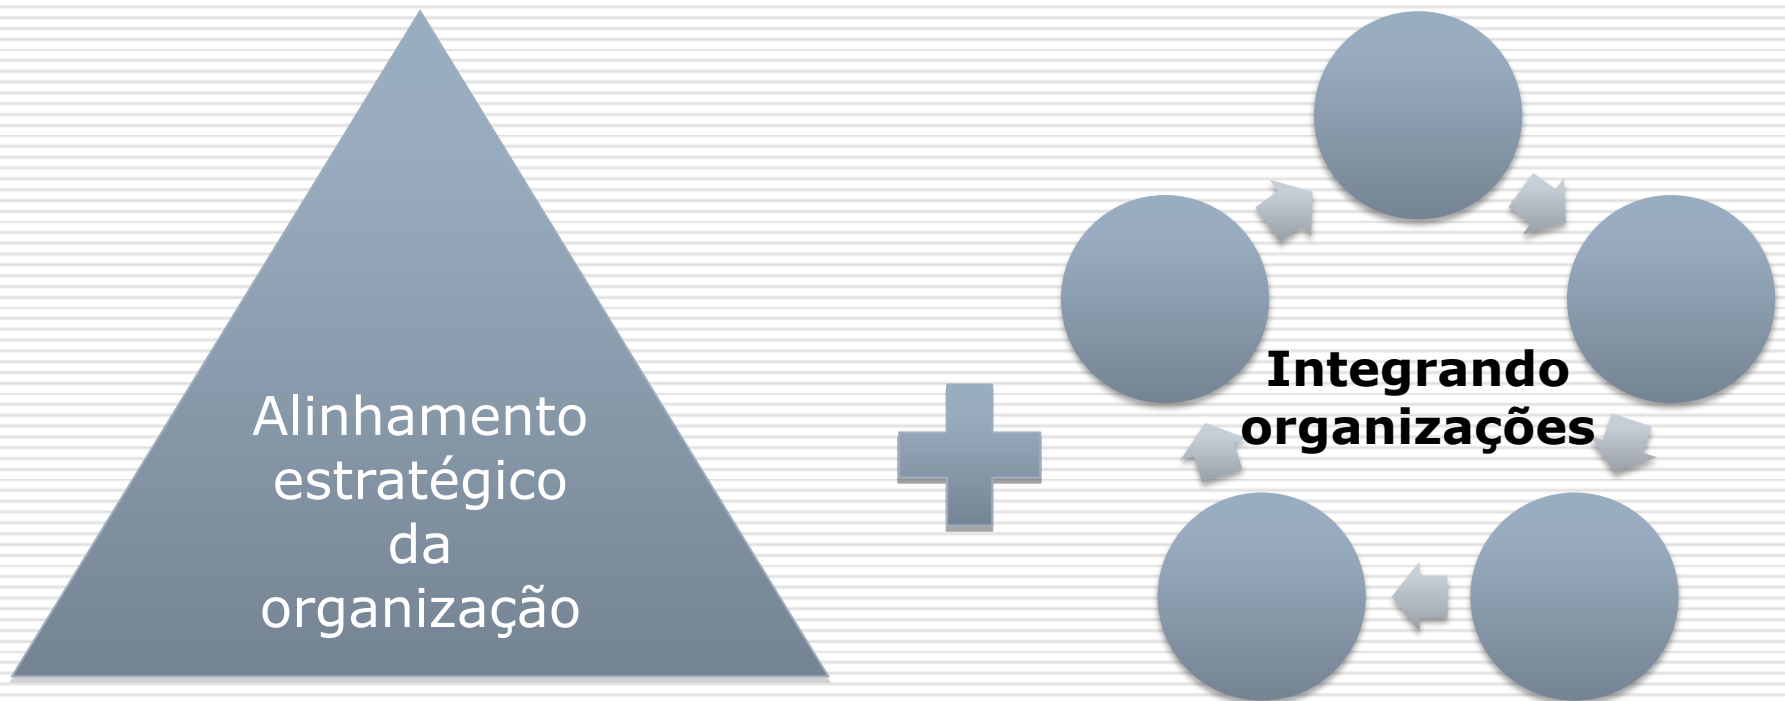 Alinhamento
estratégico
da
organização
Integrando
organizações